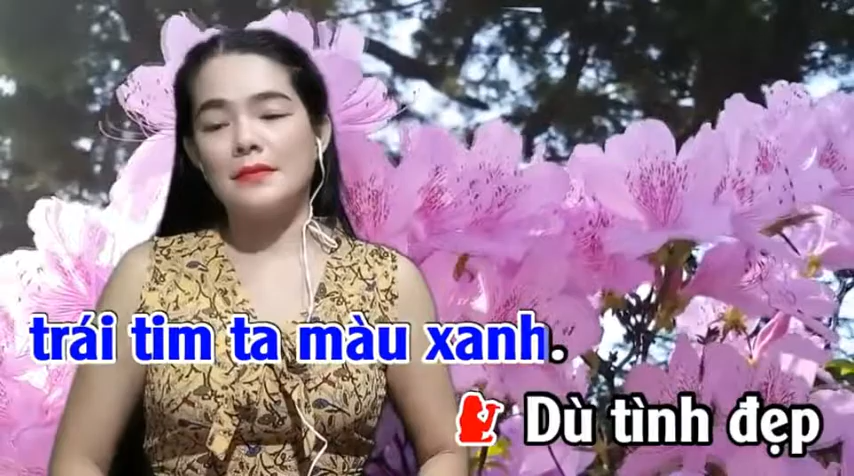 trái tim ta màu xanh.
Dù tình đẹp